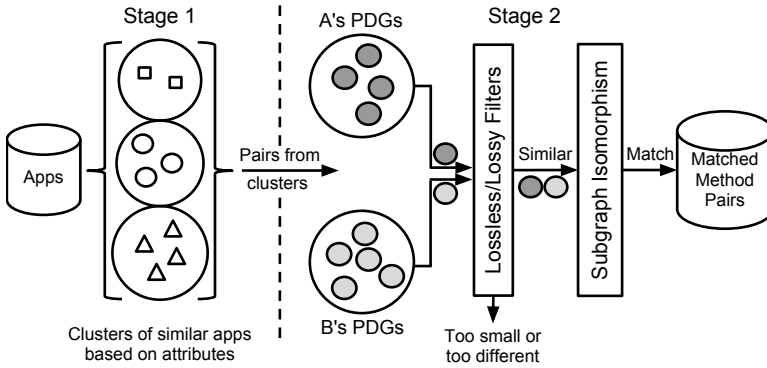 Stage 1
Stage 2
Apps
Clusters of similar apps
based on attributes
Pairs from
clusters
A's PDGs
B's PDGs
Lossless/Lossy Filters
Too small or
too different
Similar
Subgraph Isomorphism
Match
Matched
Method
Pairs